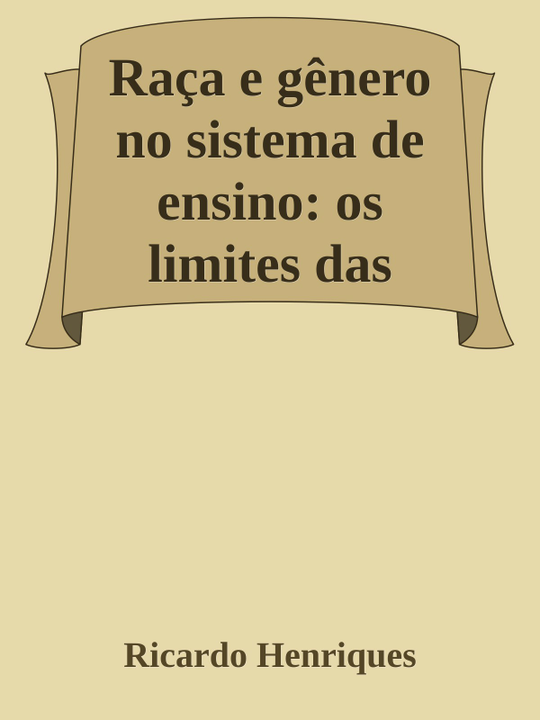 Raça e gênero
no sistema de
ensino: os
limites das
Ricardo Henriques